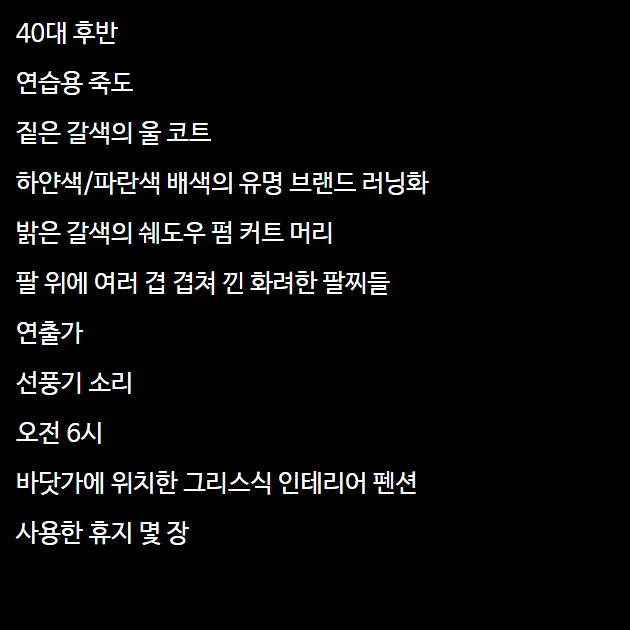 40대 후반
연습용 죽도
짙은 갈색의 울 코트
하얀색/파란색 배색의 유명 브랜드 러닝화
밝은 갈색의 쉐도우 펌 커트 머리
팔 위에 여러 겹 겹쳐 낀 화려한 팔찌들
연출가
선풍기 소리
오전 6시
바닷가에 위치한 그리스식 인테리어 펜션
사용한 휴지 몇 장